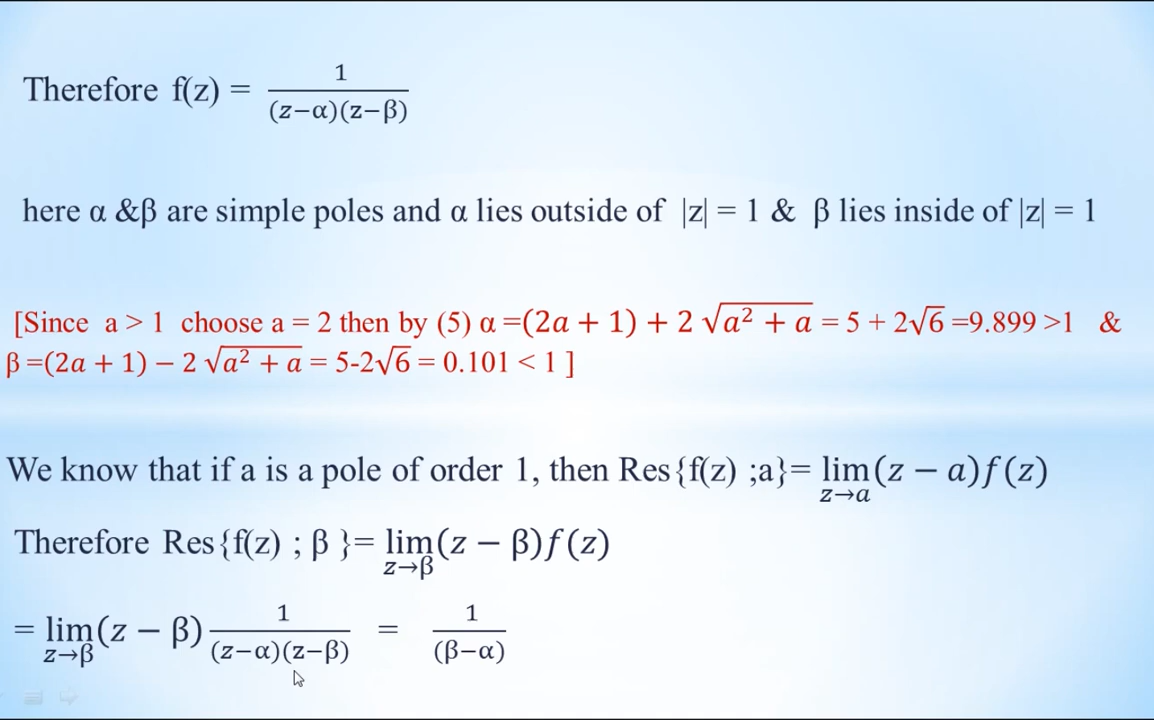 Therefore f(z) = 1/((z−α)(z−β))
here α &β are simple poles and α lies outside of |z| = 1 & β lies inside of |z| = 1
[Since a > 1 choose a = 2 then by (5) α =(2a + 1) + 2 √(a² + a) = 5 + 2√6 =9.899 >1 &
β =(2a + 1) − 2 √(a² + a) = 5-2√6 = 0.101 < 1 ]
We know that if a is a pole of order 1, then Res{f(z) ;a}= lim_{z→a}(z − a)f(z)
Therefore Res{f(z) ; β }= lim_{z→β}(z − β)f(z)
= lim_{z→β}(z − β) 1/((z−α)(z−β)) = 1/(β−α)